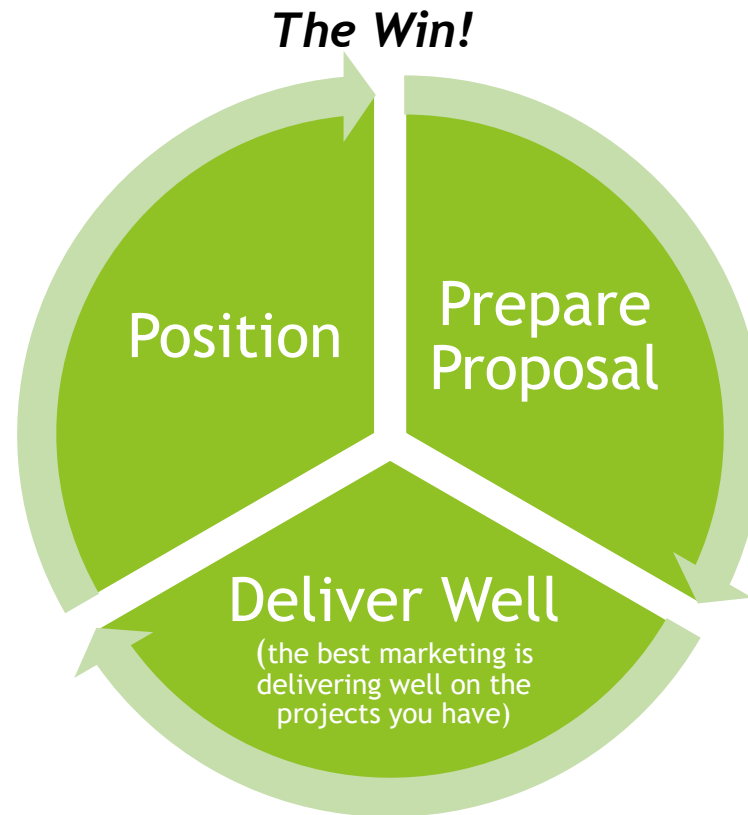 The Win!
Position
Prepare
Proposal
Deliver Well
(the best marketing is
delivering well on the
projects you have)